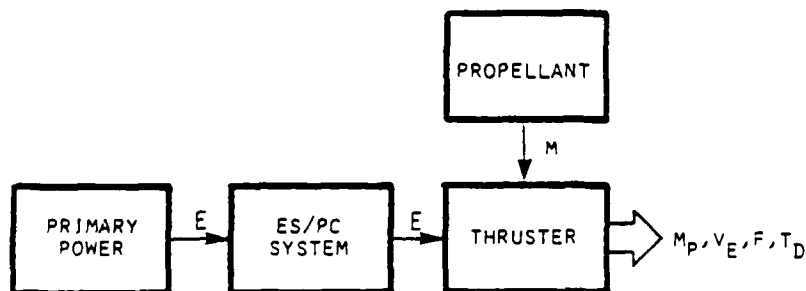 PROPELLANT
M
PRIMARY
POWER
E
ES/PC
SYSTEM
E
THRUSTER
M_P, V_E, F, T_D